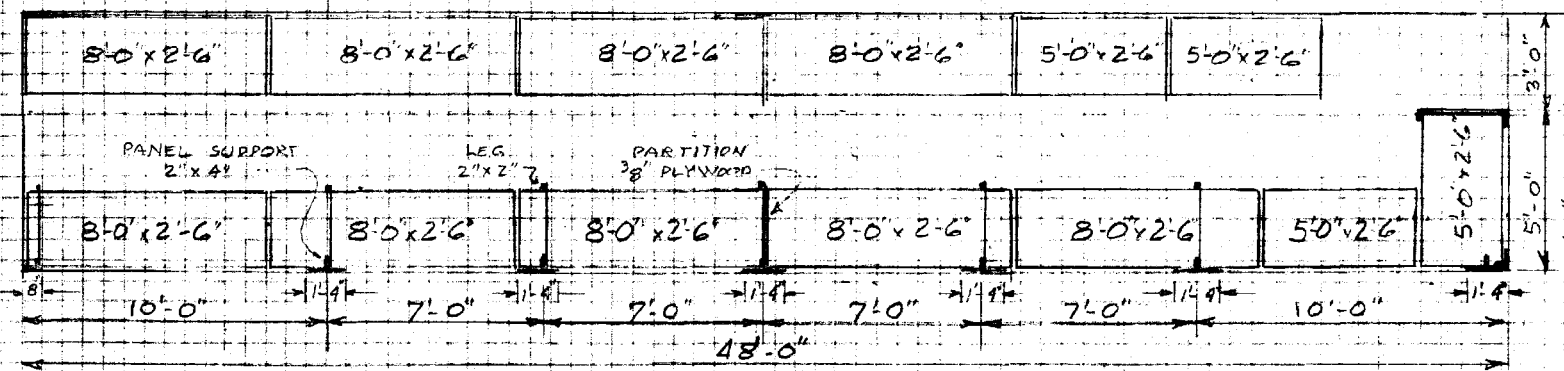 8'-0" x 2'-6" 8'-0" x 2'-6" 8'-0" x 2'-6" 8'-0" x 2'-6" 5'-0" x 2'-6" 5'-0" x 2'-6"
3'-0"
PANEL SUPPORT
2" x 4"
LEG
2" x 2"
PARTITION
3/8" PLYWOOD
8'-0" x 2'-6" 8'-0" x 2'-6" 8'-0" x 2'-6" 8'-0" x 2'-6" 8'-0" x 2'-6 5'-0" x 2'-6" 5'-0" x 2'-6" 5'-0"
8" 1'-4" 1'-4" 1'-4" 1'-4" 1'-4" 1'-4"
10'-0" 7'-0" 7'-0" 7'-0" 7'-0" 10'-0"
48'-0"